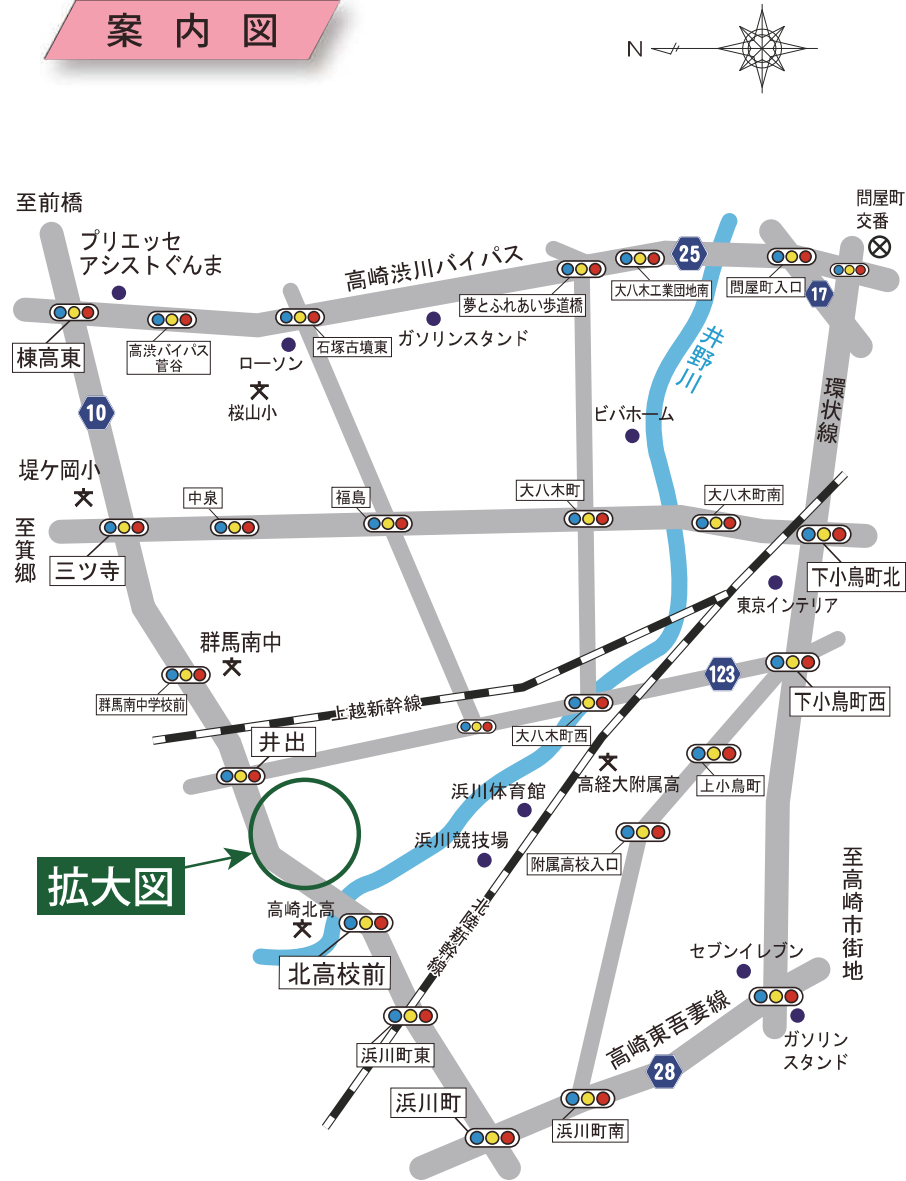 案内図
N
至前橋
問屋町
交番
プリエッセ
アシストぐんま
高崎渋川バイパス
25
大八木工業団地南
問屋町入口
17
夢とふれあい歩道橋
棟高東
高渋バイパス
菅谷
石塚古墳東
ガソリンスタンド
ローソン
桜山小
井野川
環状線
10
ビバホーム
堤ケ岡小
中泉
福島
大八木町
大八木町南
至箕郷
三ツ寺
下小鳥町北
東京インテリア
群馬南中
群馬南中学校前
123
下小鳥町西
上越新幹線
井出
大八木町西
高経大附属高
上小鳥町
浜川体育館
浜川競技場
附属高校入口
拡大図
至高崎市街地
高崎北高
北陸新幹線
北高校前
セブンイレブン
高崎東吾妻線
ガソリン
スタンド
浜川町東
28
浜川町
浜川町南